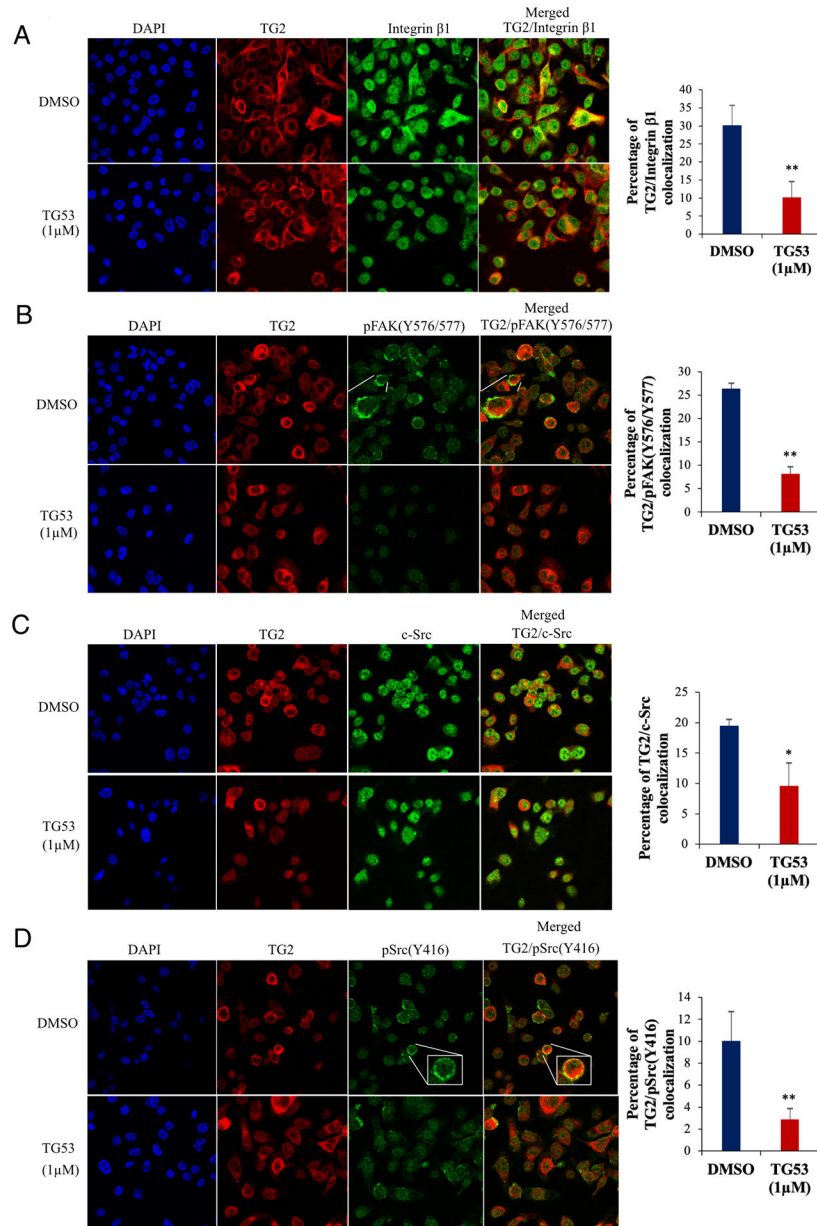 A
DAPI
TG2
Integrin β1
Merged
TG2/Integrin β1
DMSO
TG53
(1µM)
Percentage of
TG2/Integrin β1
colocalization
40
35
30
25
20
15
10
5
0
**
DMSO
TG53
(1µM)
B
DAPI
TG2
pFAK(Y576/577)
Merged
TG2/pFAK(Y576/577)
DMSO
TG53
(1µM)
Percentage of
TG2/pFAK(Y576/Y577)
colocalization
30
25
20
15
10
5
0
**
DMSO
TG53
(1µM)
C
DAPI
TG2
c-Src
Merged
TG2/c-Src
DMSO
TG53
(1µM)
Percentage of TG2/c-Src
colocalization
25
20
15
10
5
0
*
DMSO
TG53
(1µM)
D
DAPI
TG2
pSrc(Y416)
Merged
TG2/pSrc(Y416)
DMSO
TG53
(1µM)
Percentage of
TG2/pSrc(Y416)
colocalization
14
12
10
8
6
4
2
0
**
DMSO
TG53
(1µM)